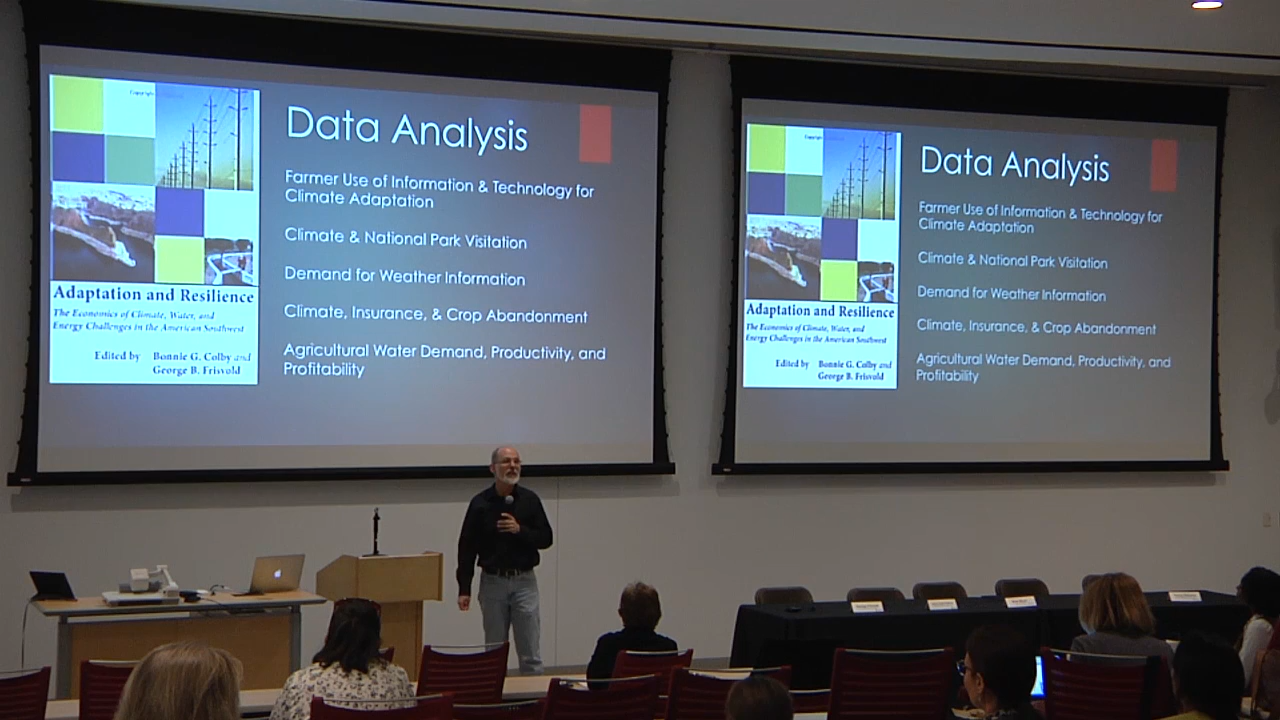 Copyright
Adaptation and Resilience
The Economics of Climate, Water, and
Energy Challenges in the American Southwest
Edited by Bonnie G. Colby and
George B. Frisvold
Data Analysis
Farmer Use of Information & Technology for
Climate Adaptation
Climate & National Park Visitation
Demand for Weather Information
Climate, Insurance, & Crop Abandonment
Agricultural Water Demand, Productivity, and
Profitability
Copyright
Adaptation and Resilience
The Economics of Climate, Water, and
Energy Challenges in the American Southwest
Edited by Bonnie G. Colby and
George B. Frisvold
Data Analysis
Farmer Use of Information & Technology for
Climate Adaptation
Climate & National Park Visitation
Demand for Weather Information
Climate, Insurance, & Crop Abandonment
Agricultural Water Demand, Productivity, and
Profitability